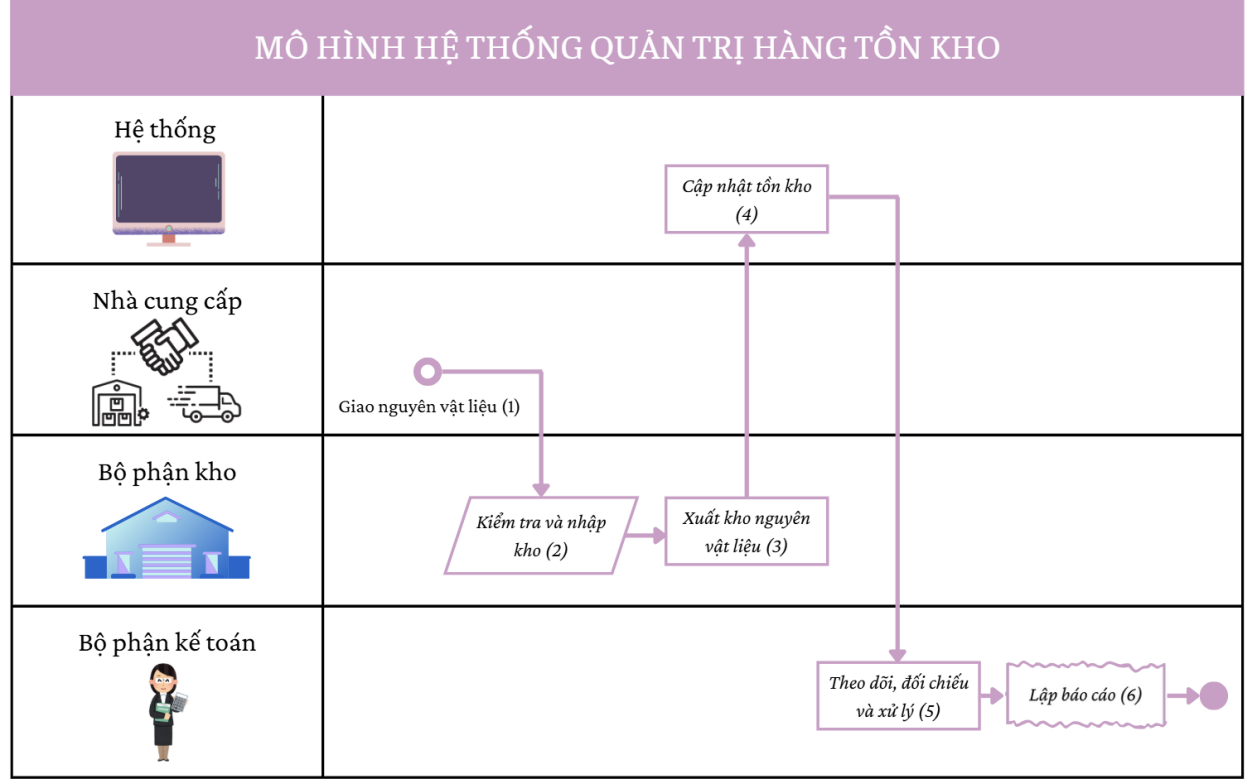 MÔ HÌNH HỆ THỐNG QUẢN TRỊ HÀNG TỒN KHO
Hệ thống
Cập nhật tồn kho
(4)
Nhà cung cấp
Giao nguyên vật liệu (1)
Bộ phận kho
Kiểm tra và nhập
kho (2)
Xuất kho nguyên
vật liệu (3)
Bộ phận kế toán
Theo dõi, đối chiếu
và xử lý (5)
Lập báo cáo (6)